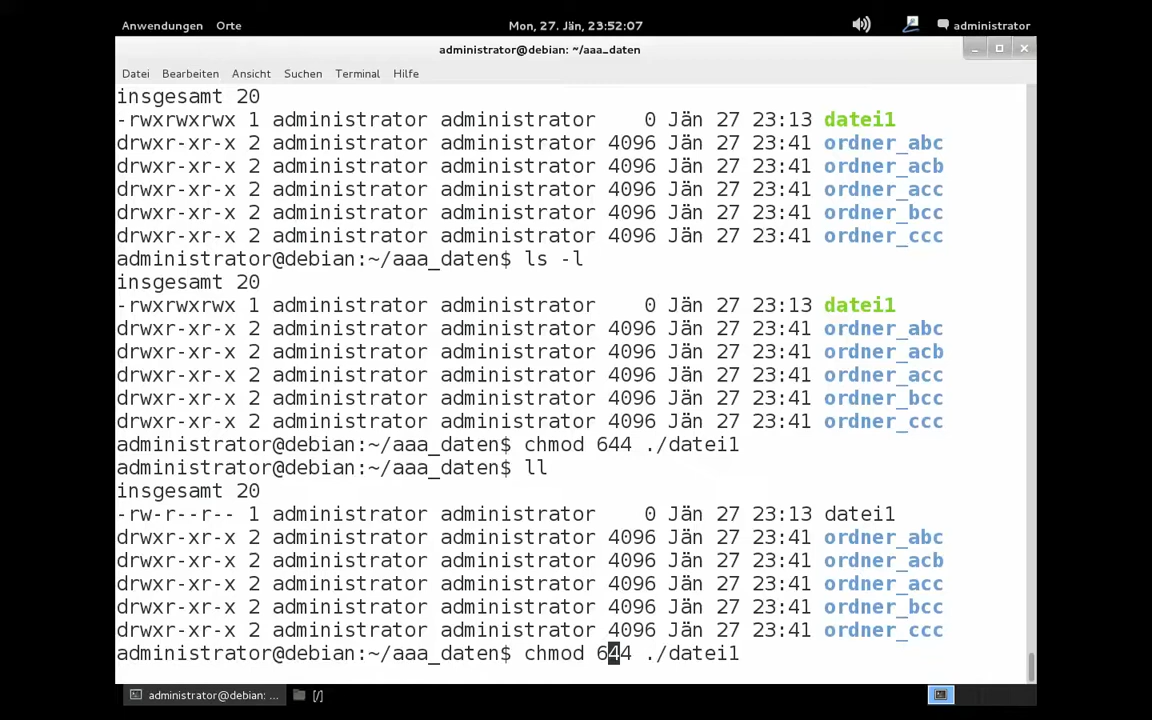 Anwendungen Orte Mon, 27. Jän, 23:52:07 administrator
administrator@debian: ~/aaa_daten
Datei Bearbeiten Ansicht Suchen Terminal Hilfe
insgesamt 20
-rwxrwxrwx 1 administrator administrator    0 Jän 27 23:13 datei1
drwxr-xr-x 2 administrator administrator 4096 Jän 27 23:41 ordner_abc
drwxr-xr-x 2 administrator administrator 4096 Jän 27 23:41 ordner_acb
drwxr-xr-x 2 administrator administrator 4096 Jän 27 23:41 ordner_acc
drwxr-xr-x 2 administrator administrator 4096 Jän 27 23:41 ordner_bcc
drwxr-xr-x 2 administrator administrator 4096 Jän 27 23:41 ordner_ccc
administrator@debian:~/aaa_daten$ ls -l
insgesamt 20
-rwxrwxrwx 1 administrator administrator    0 Jän 27 23:13 datei1
drwxr-xr-x 2 administrator administrator 4096 Jän 27 23:41 ordner_abc
drwxr-xr-x 2 administrator administrator 4096 Jän 27 23:41 ordner_acb
drwxr-xr-x 2 administrator administrator 4096 Jän 27 23:41 ordner_acc
drwxr-xr-x 2 administrator administrator 4096 Jän 27 23:41 ordner_bcc
drwxr-xr-x 2 administrator administrator 4096 Jän 27 23:41 ordner_ccc
administrator@debian:~/aaa_daten$ chmod 644 ./datei1
administrator@debian:~/aaa_daten$ ll
insgesamt 20
-rw-r--r-- 1 administrator administrator    0 Jän 27 23:13 datei1
drwxr-xr-x 2 administrator administrator 4096 Jän 27 23:41 ordner_abc
drwxr-xr-x 2 administrator administrator 4096 Jän 27 23:41 ordner_acb
drwxr-xr-x 2 administrator administrator 4096 Jän 27 23:41 ordner_acc
drwxr-xr-x 2 administrator administrator 4096 Jän 27 23:41 ordner_bcc
drwxr-xr-x 2 administrator administrator 4096 Jän 27 23:41 ordner_ccc
administrator@debian:~/aaa_daten$ chmod 644 ./datei1
administrator@debian: ... [/]